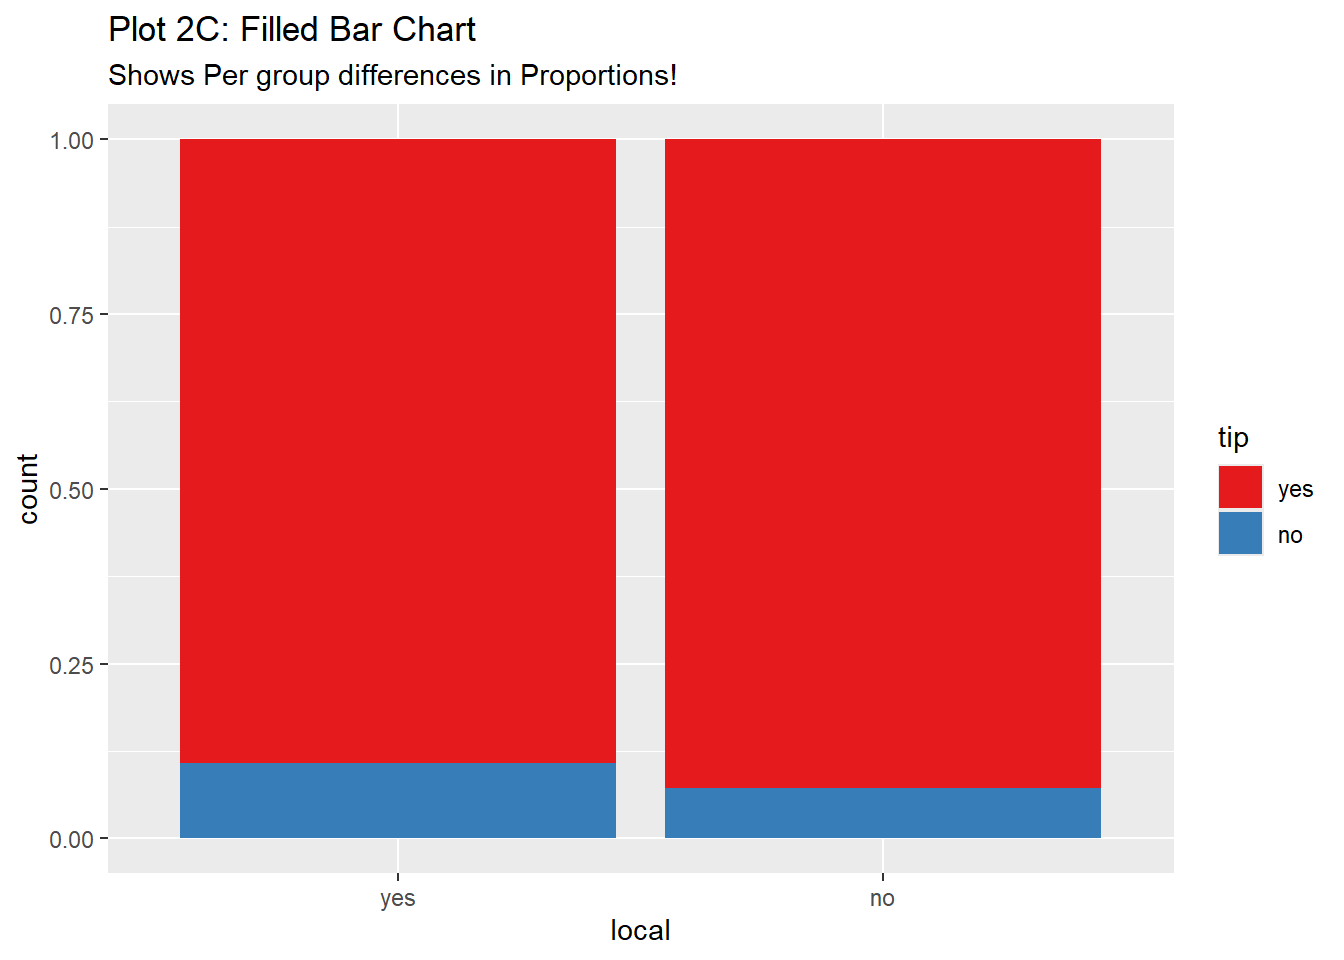 Plot 2C: Filled Bar Chart
Shows Per group differences in Proportions!
1.00
0.75
0.50
0.25
0.00
count
yes
no
local
tip
yes
no